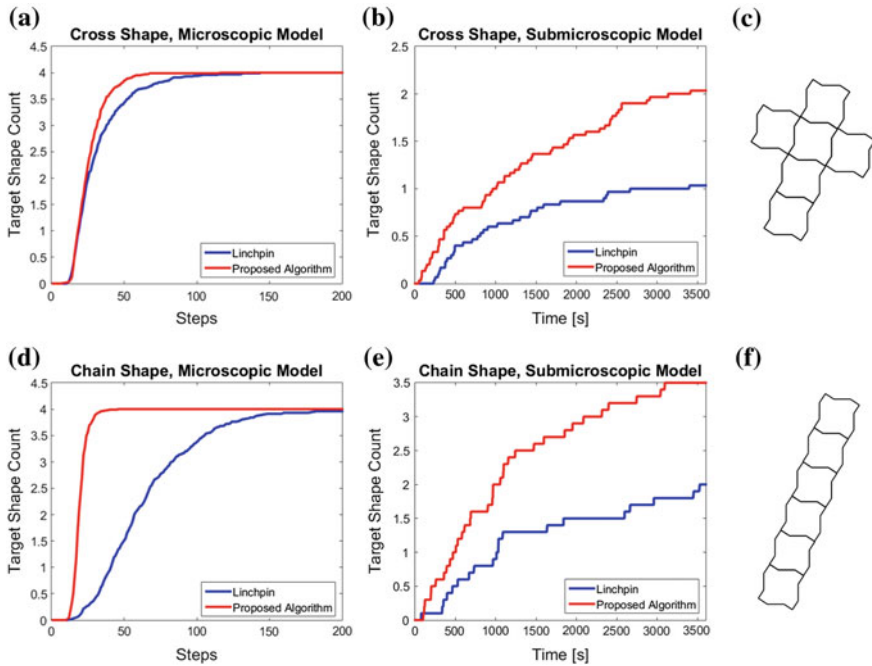 (a)
Cross Shape, Microscopic Model
4.5
4
3.5
3
2.5
2
1.5
1
0.5
0
0 50 100 150 200
Target Shape Count
Steps
Linchpin
Proposed Algorithm
(b)
Cross Shape, Submicroscopic Model
2.5
2
1.5
1
0.5
0
0 500 1000 1500 2000 2500 3000 3500
Target Shape Count
Time [s]
Linchpin
Proposed Algorithm
(c)
(d)
Chain Shape, Microscopic Model
4.5
4
3.5
3
2.5
2
1.5
1
0.5
0
0 50 100 150 200
Target Shape Count
Steps
Linchpin
Proposed Algorithm
(e)
Chain Shape, Submicroscopic Model
3.5
3
2.5
2
1.5
1
0.5
0
0 500 1000 1500 2000 2500 3000 3500
Target Shape Count
Time [s]
Linchpin
Proposed Algorithm
(f)